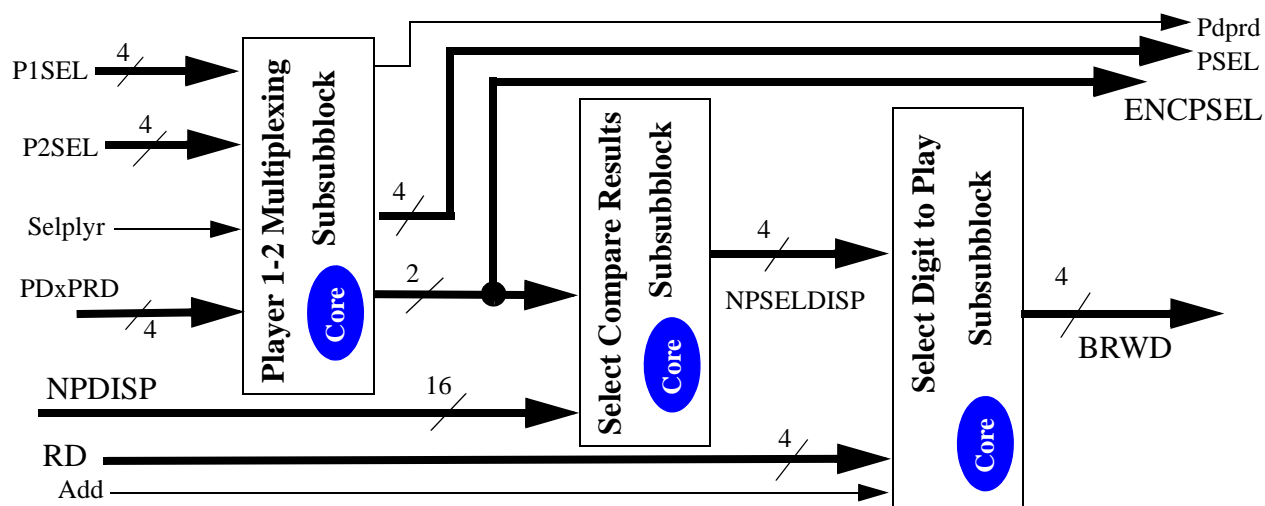 Pdprd
PSEL
ENCPSEL
4
P1SEL
4
P2SEL
Selplyr
PDxPRD
4
Player 1-2 Multiplexing
Subsubblock
Core
4
2
NPDISP
16
Select Compare Results
Subsubblock
Core
4
NPSELDISP
RD
4
Add
Select Digit to Play
Subsubblock
Core
4
BRWD